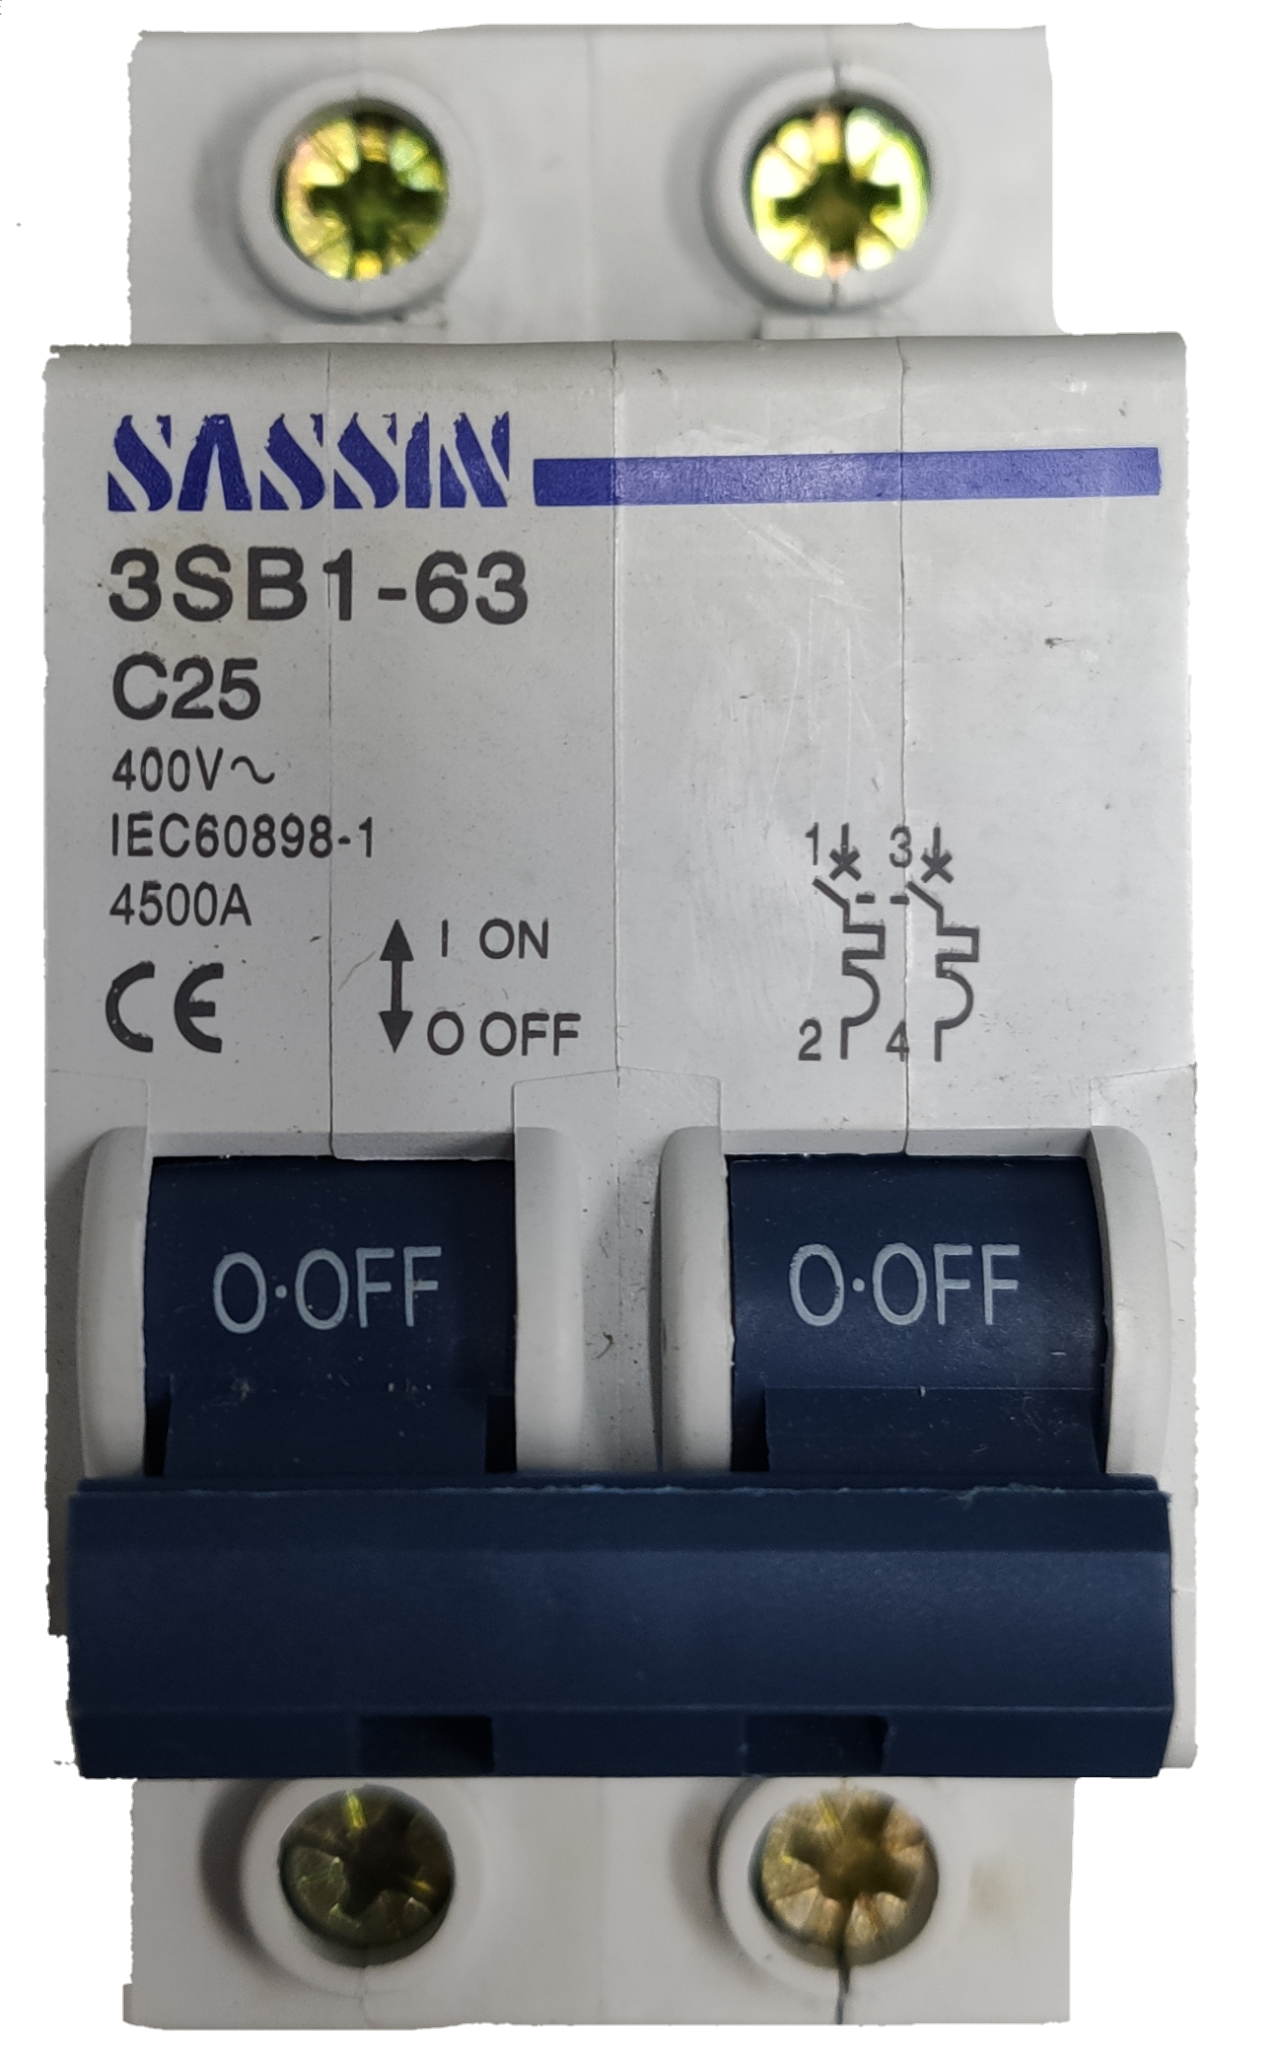 SASSIN
3SB1-63
C25
400V~
IEC60898-1
4500A
CE
I ON
O OFF
1 3
2 4
O·OFF O·OFF